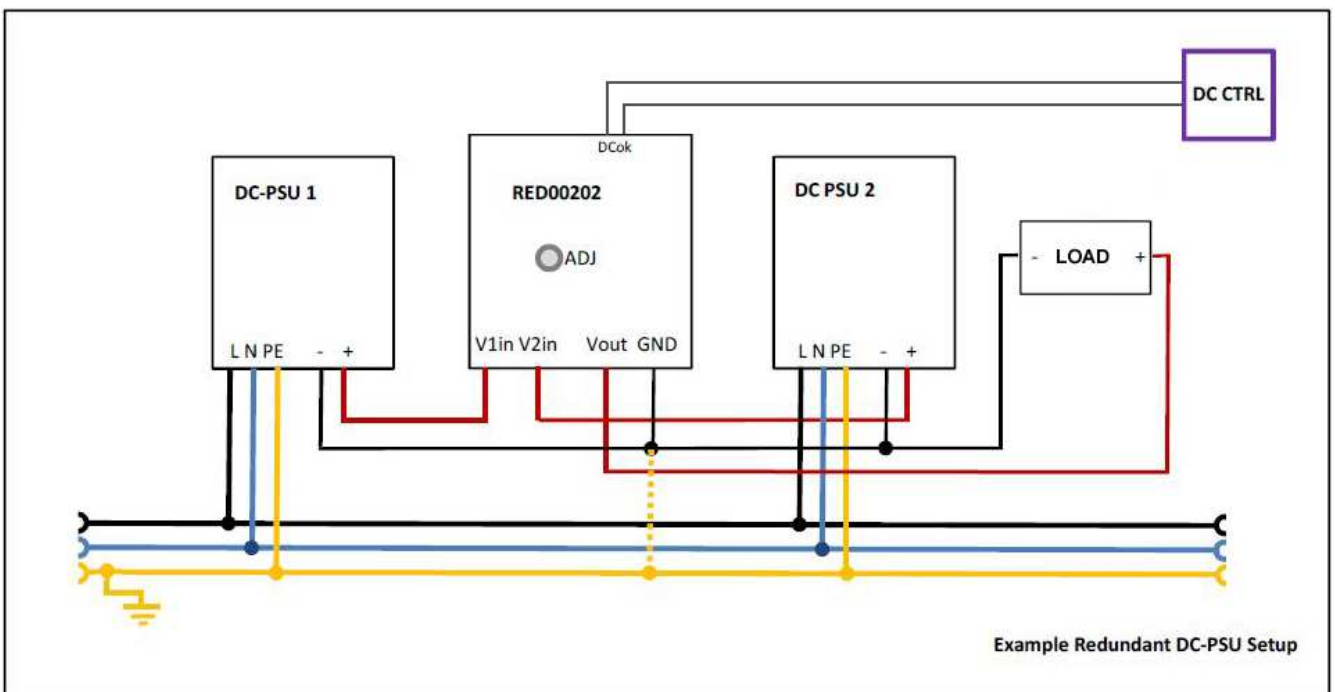 DC CTRL
DCok
DC-PSU 1
RED00202
DC PSU 2
ADJ
- LOAD +
V1in V2in Vout GND
L N PE - +
L N PE - +
Example Redundant DC-PSU Setup